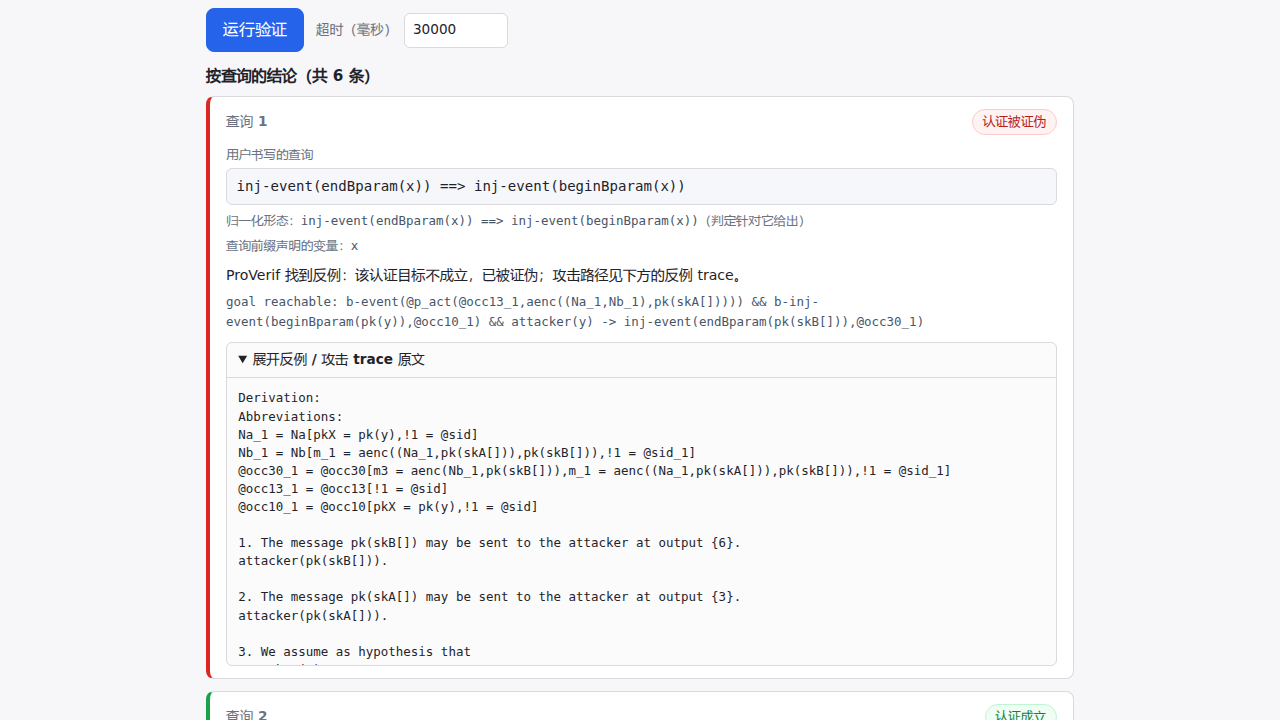 运行验证 超时（毫秒） 30000
按查询的结论（共 6 条）
查询 1 认证被证伪
用户书写的查询
inj-event(endBparam(x)) ==> inj-event(beginBparam(x))
归一化形态：inj-event(endBparam(x)) ==> inj-event(beginBparam(x))（判定针对它给出）
查询前缀声明的变量：x
ProVerif 找到反例：该认证目标不成立，已被证伪；攻击路径见下方的反例 trace。
goal reachable: b-event(@p_act(@occ13_1,aenc((Na_1,Nb_1),pk(skA[])))) && b-inj-
event(beginBparam(pk(y)),@occ10_1) && attacker(y) -> inj-event(endBparam(pk(skB[])),@occ30_1)
▼ 展开反例 / 攻击 trace 原文
Derivation:
Abbreviations:
Na_1 = Na[pkX = pk(y),!1 = @sid]
Nb_1 = Nb[m_1 = aenc((Na_1,pk(skA[])),pk(skB[])),!1 = @sid_1]
@occ30_1 = @occ30[m3 = aenc(Nb_1,pk(skB[])),m_1 = aenc((Na_1,pk(skA[])),pk(skB[])),!1 = @sid_1]
@occ13_1 = @occ13[!1 = @sid]
@occ10_1 = @occ10[pkX = pk(y),!1 = @sid]
1. The message pk(skB[]) may be sent to the attacker at output {6}.
attacker(pk(skB[])).
2. The message pk(skA[]) may be sent to the attacker at output {3}.
attacker(pk(skA[])).
3. We assume as hypothesis that
查询 2 认证成立